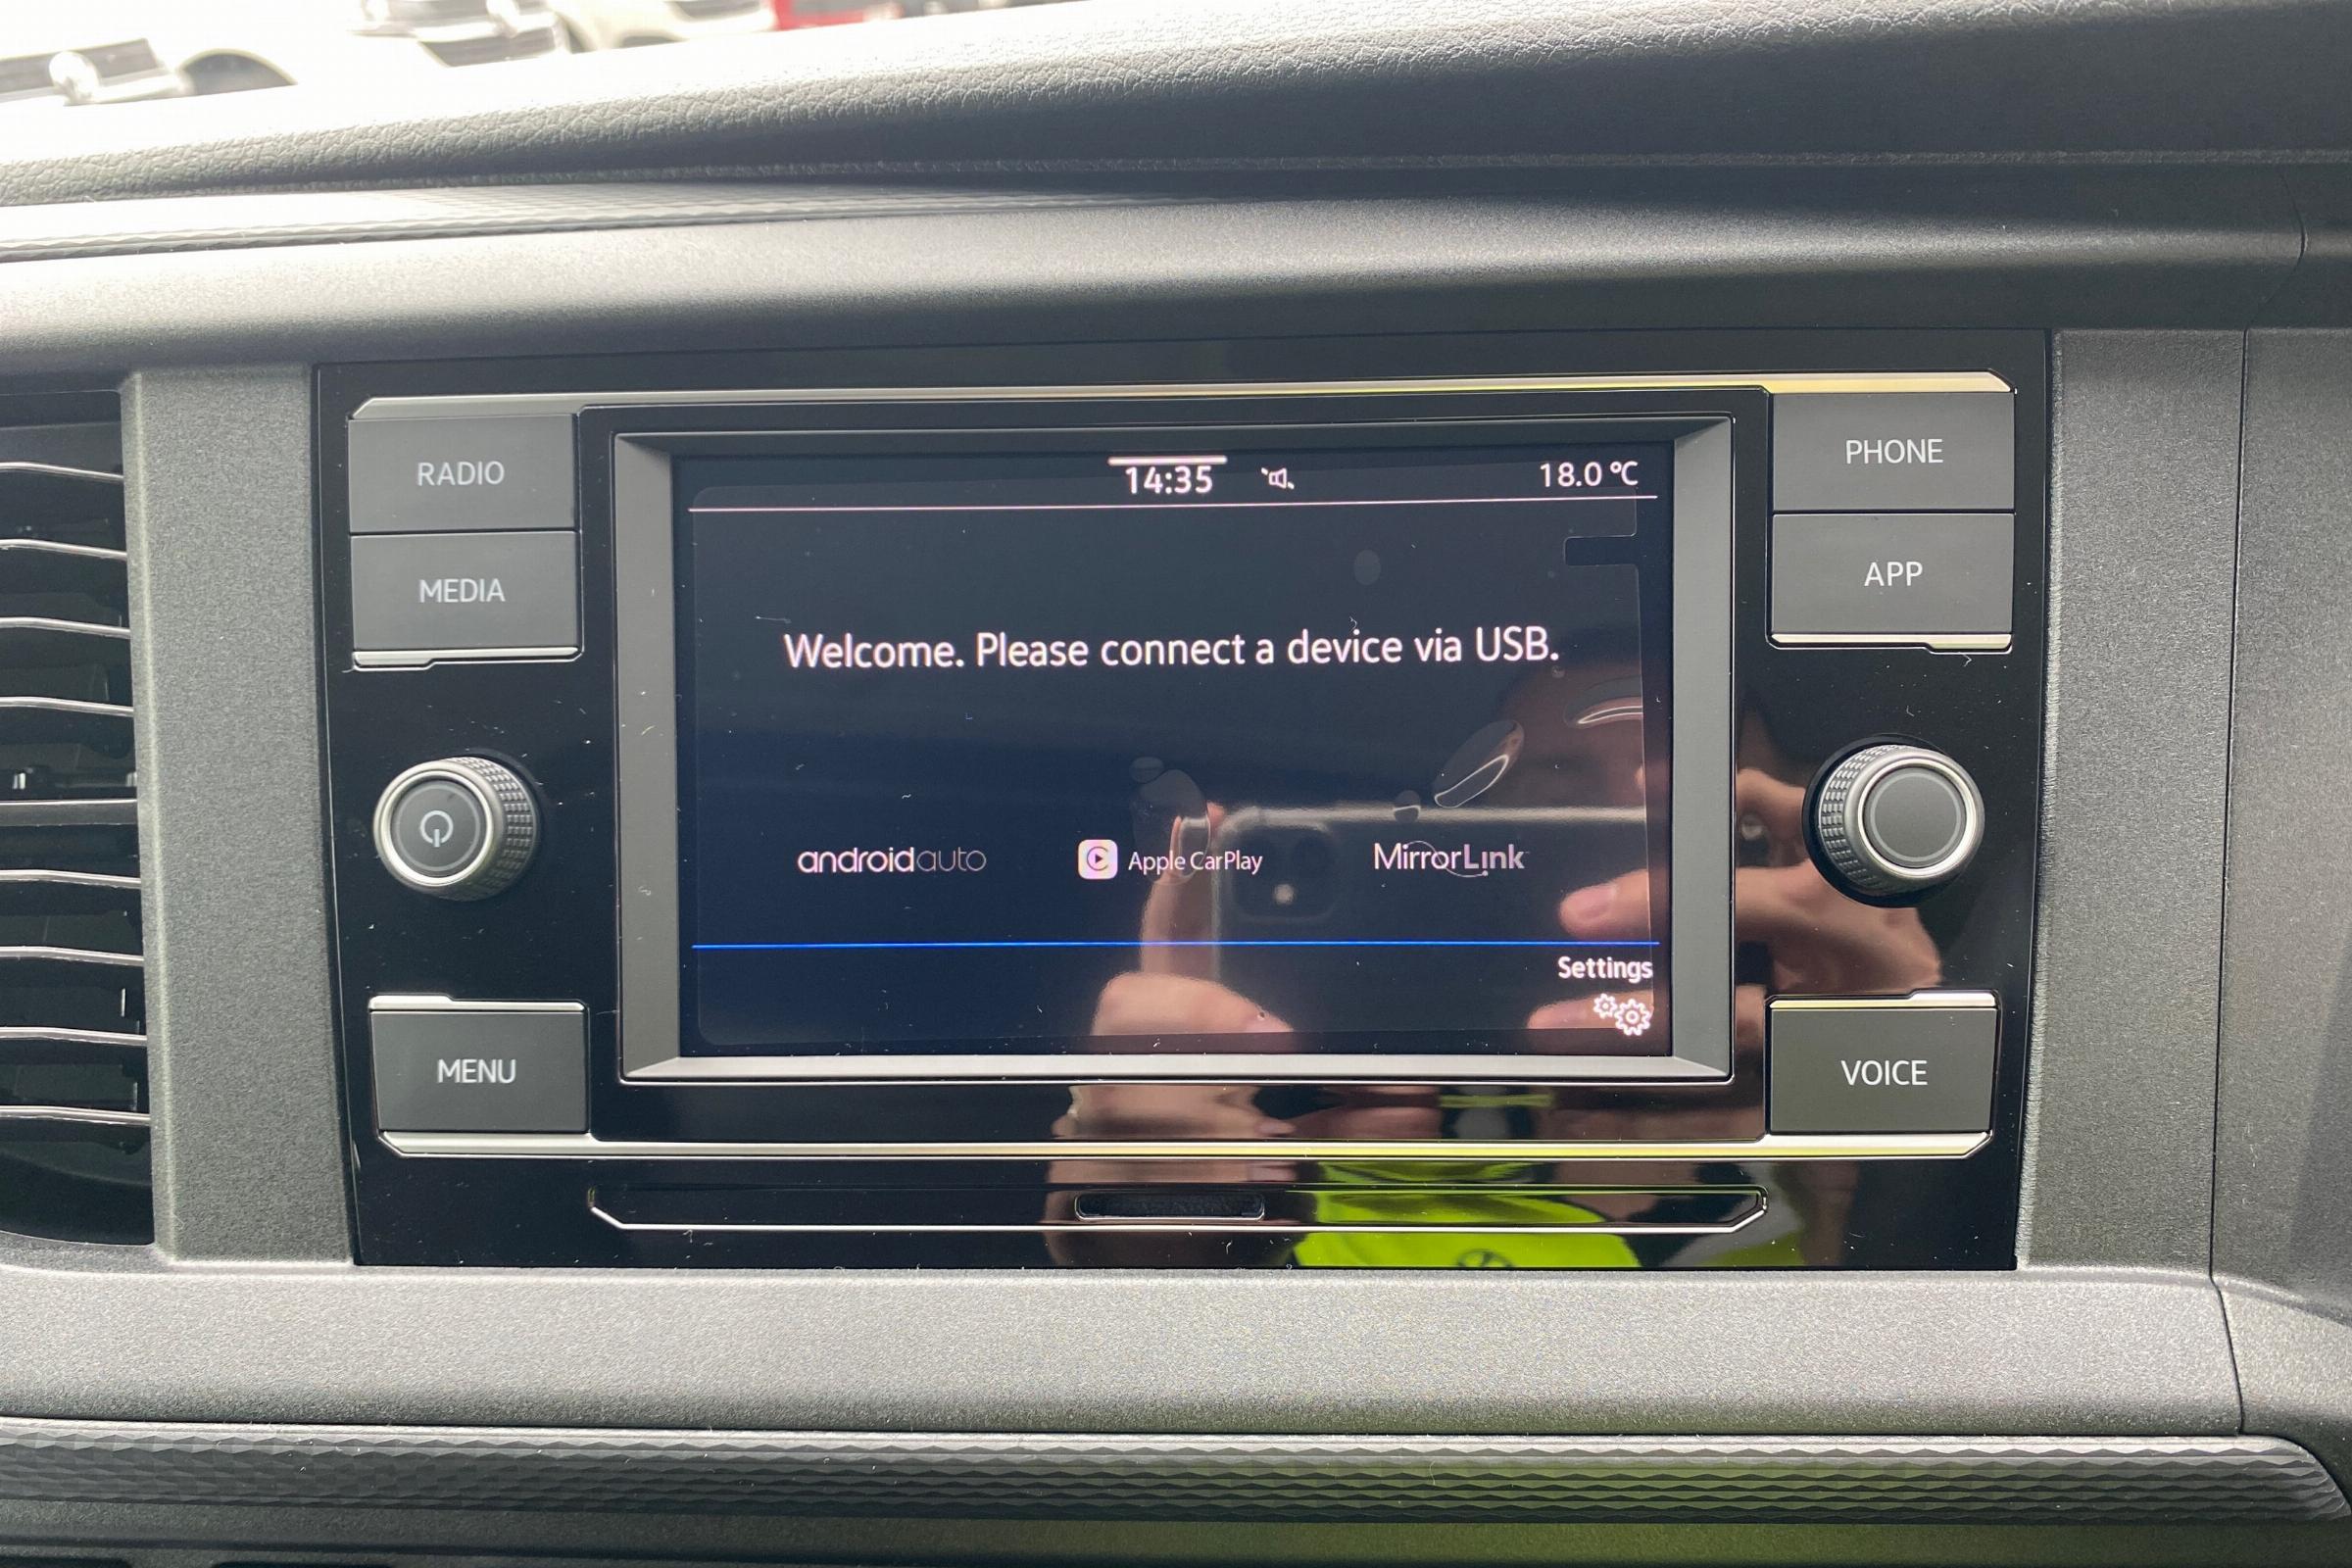 RADIO
MEDIA
MENU
14:35
18.0 °C
Welcome. Please connect a device via USB.
androidauto
Apple CarPlay
MirrorLink
Settings
PHONE
APP
VOICE